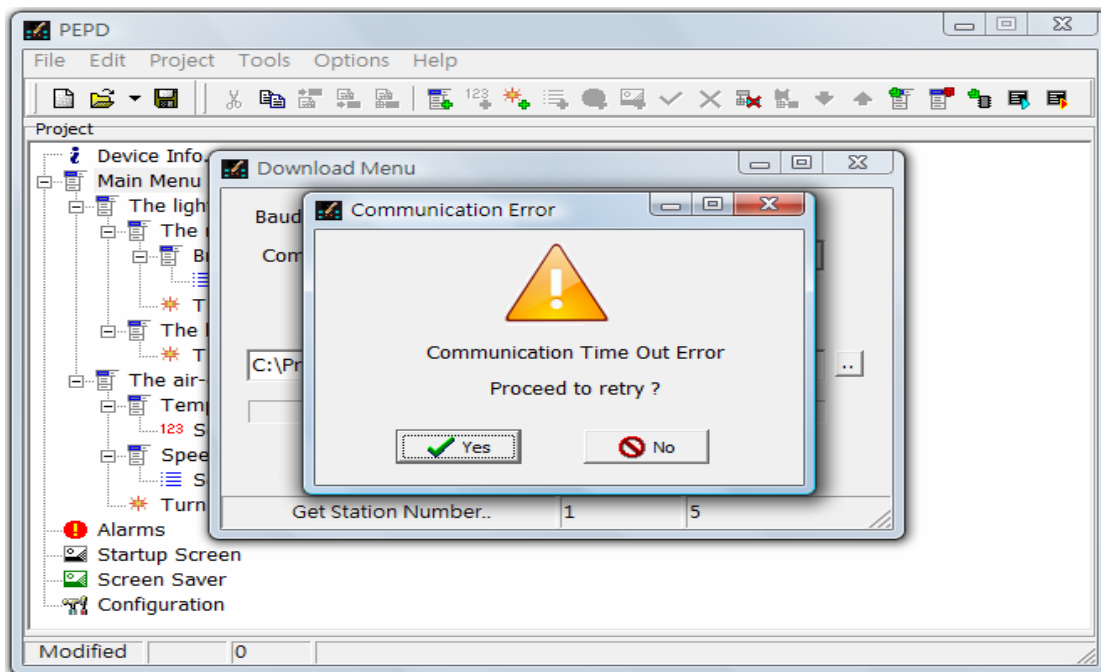 PEPD
File Edit Project Tools Options Help
Project
Device Info.
Main Menu
The ligh
The
B
T
The
T
The air-
Tem
123 S
Spee
S
Turn
Alarms
Startup Screen
Screen Saver
Configuration
Download Menu
Baud
Com
C:\Pr
..
Get Station Number.. 1 5
Communication Error
Communication Time Out Error
Proceed to retry ?
Yes No
Modified 0